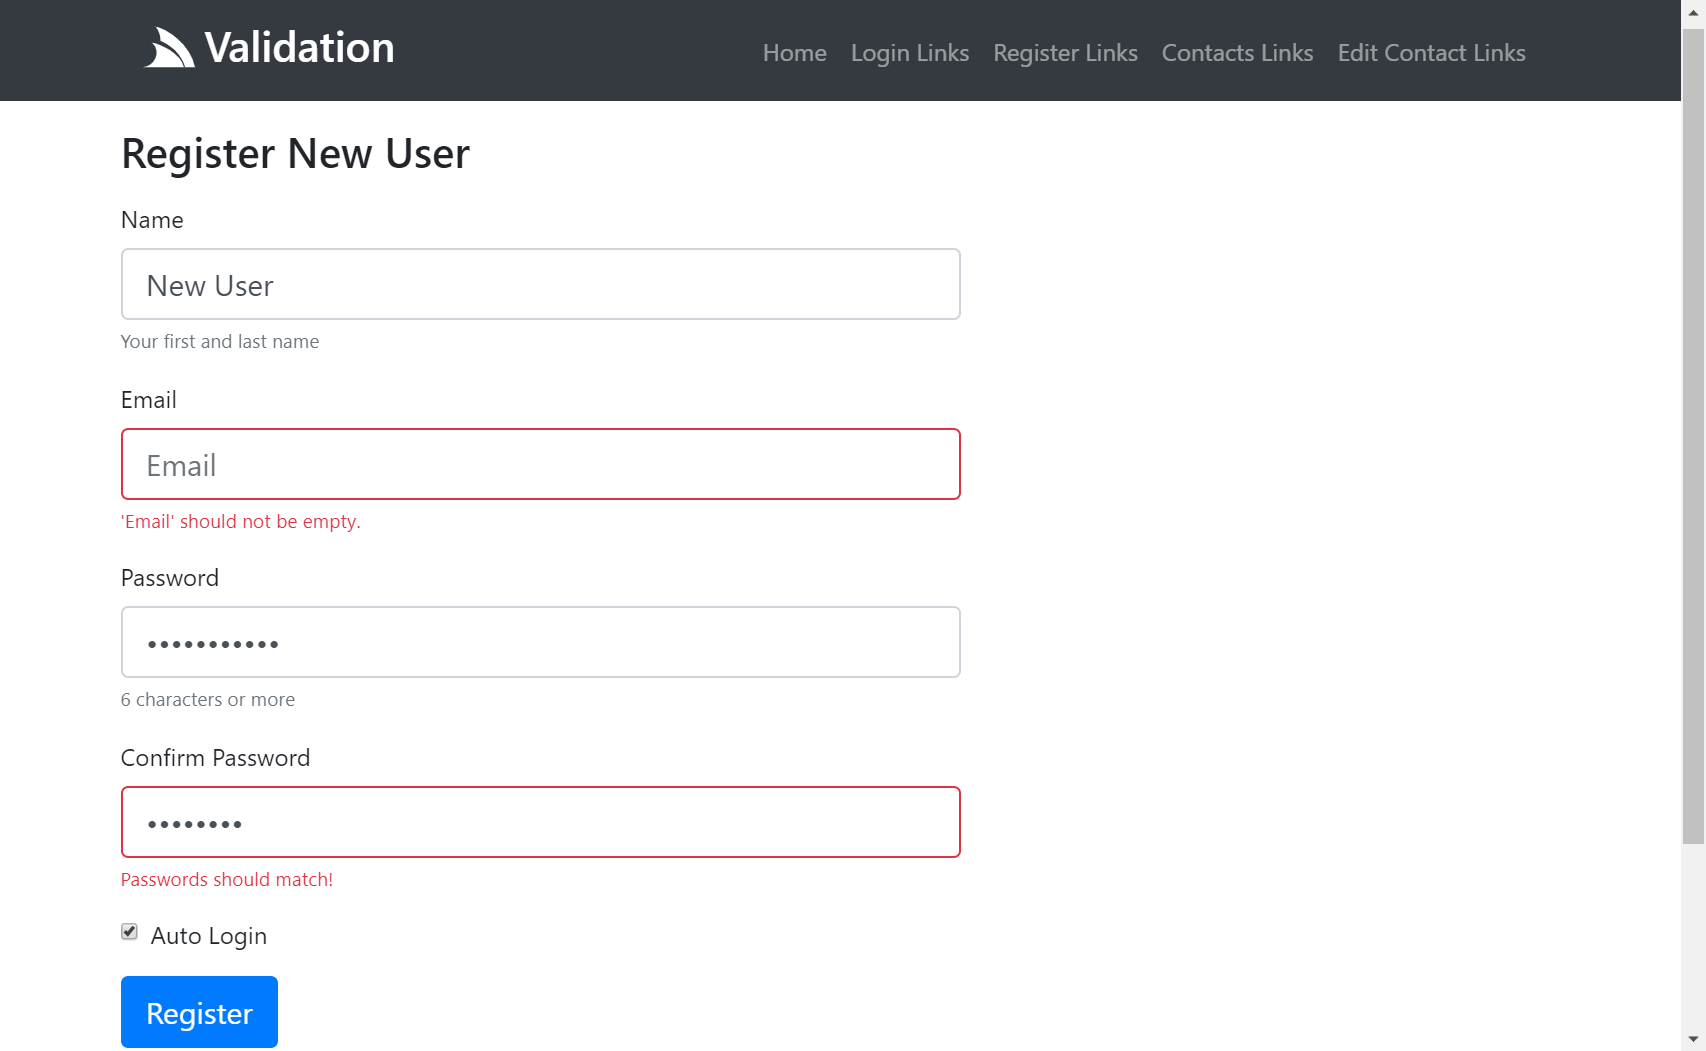 Validation
Home Login Links Register Links Contacts Links Edit Contact Links
Register New User
Name
New User
Your first and last name
Email
Email
'Email' should not be empty.
Password
•••••••••••
6 characters or more
Confirm Password
••••••••
Passwords should match!
Auto Login
Register